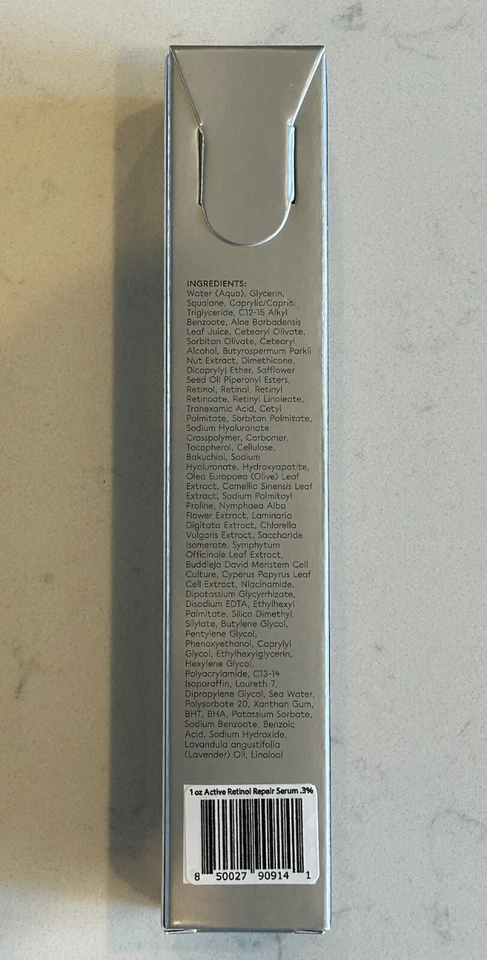 INGREDIENTS:
Water (Aqua), Glycerin,
Squalane, Caprylic/Capric
Triglyceride, C12-15 Alkyl
Benzoate, Aloe Barbadensis
Leaf Juice, Cetearyl Olivate,
Sorbitan Olivate, Cetearyl
Alcohol, Butyrospermum Parkii
Nut Extract, Dimethicone,
Dicaprylyl Ether, Safflower
Seed Oil Piperonyl Esters,
Retinol, Retinal, Retinyl
Retinoate, Retinyl Linoleate,
Tranexamic Acid, Cetyl
Palmitate, Sorbitan Palmitate,
Sodium Hyaluronate
Crosspolymer, Carbomer,
Tocopherol, Cellulose,
Bakuchiol, Sodium
Hyaluronate, Hydroxyapatite,
Olea Europaea (Olive) Leaf
Extract, Camellia Sinensis Leaf
Extract, Sodium Palmitoyl
Proline, Nymphaea Alba
Flower Extract, Laminaria
Digitata Extract, Chlorella
Vulgaris Extract, Saccharide
Isomerate, Symphytum
Officinale Leaf Extract,
Buddleja David Meristem Cell
Culture, Cyperus Papyrus Leaf
Cell Extract, Niacinamide,
Dipotassium Glycyrrhizate,
Disodium EDTA, Ethylhexyl
Palmitate, Silica Dimethyl
Silylate, Butylene Glycol,
Pentylene Glycol,
Phenoxyethanol, Caprylyl
Glycol, Ethylhexylglycerin,
Hexylene Glycol,
Polyacrylamide, C13-14
Isoparaffin, Laureth 7,
Dipropylene Glycol, Sea Water,
Polysorbate 20, Xanthan Gum,
BHT, BHA, Potassium Sorbate,
Sodium Benzoate, Benzoic
Acid, Sodium Hydroxide,
Lavandula angustifolia
(Lavender) Oil, Linalool
1 oz Active Retinol Repair Serum .3%
8 50027 90914 1